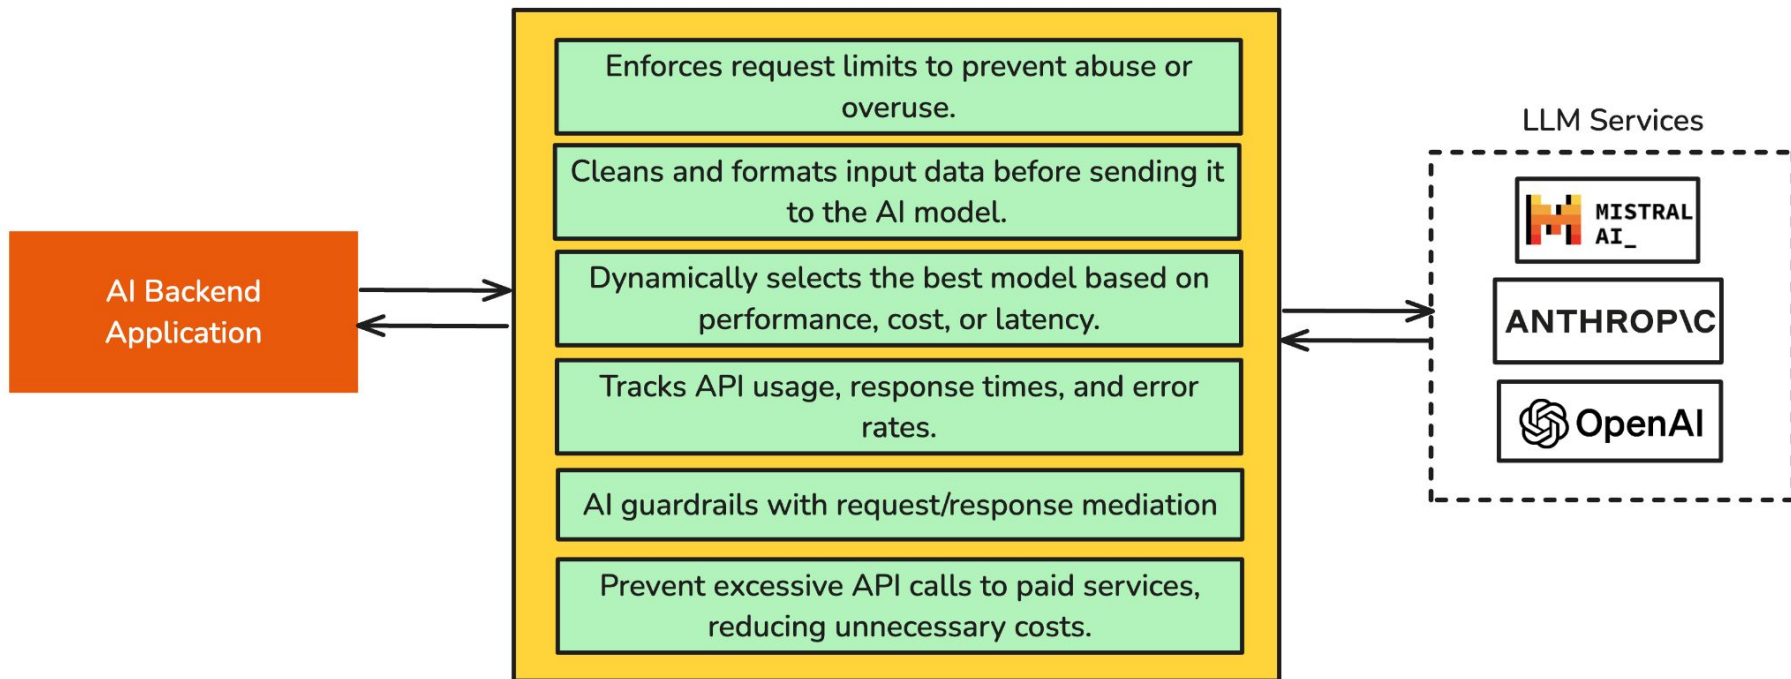 Enforces request limits to prevent abuse or
overuse.
Cleans and formats input data before sending it
to the AI model.
Dynamically selects the best model based on
performance, cost, or latency.
Tracks API usage, response times, and error
rates.
AI guardrails with request/response mediation
Prevent excessive API calls to paid services,
reducing unnecessary costs.
AI Backend
Application
LLM Services
MISTRAL
AI_
ANTHROP\C
OpenAI